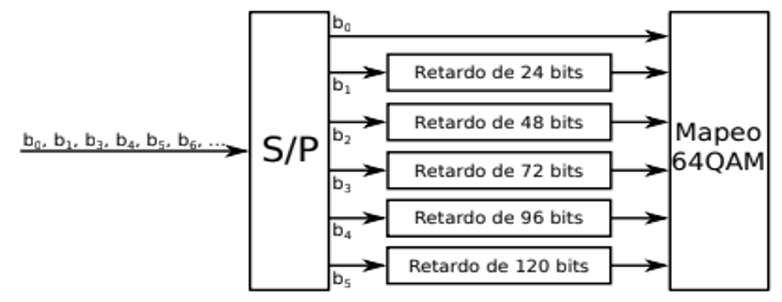 b₀, b₁, b₃, b₄, b₅, b₆, ...
S/P
b₀
b₁
Retardo de 24 bits
b₂
Retardo de 48 bits
b₃
Retardo de 72 bits
b₄
Retardo de 96 bits
b₅
Retardo de 120 bits
Mapeo
64QAM